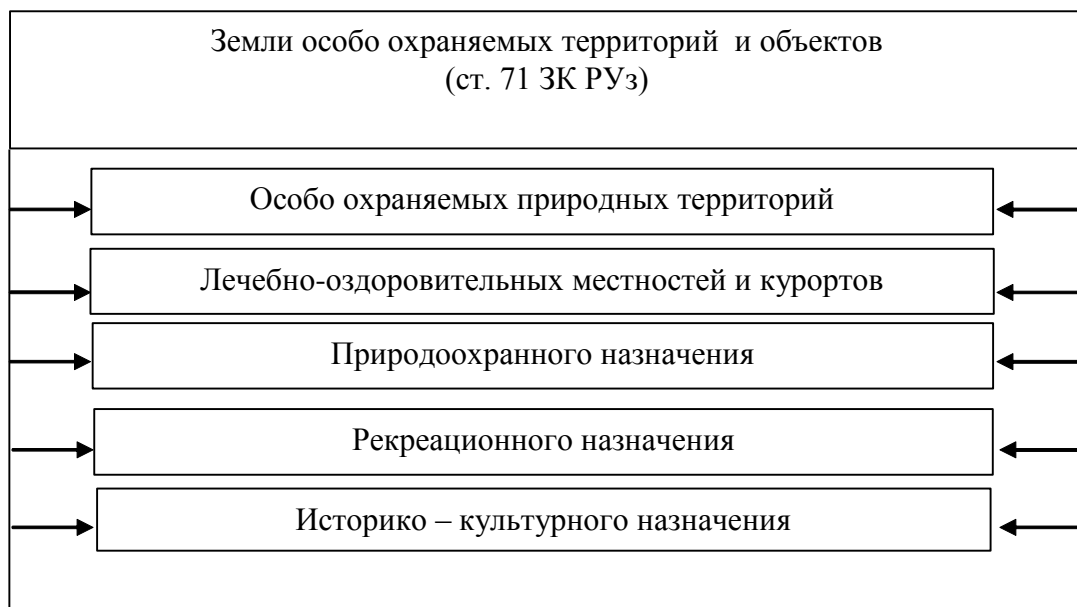 Земли особо охраняемых территорий и объектов
(ст. 71 ЗК РУз)
Особо охраняемых природных территорий
Лечебно-оздоровительных местностей и курортов
Природоохранного назначения
Рекреационного назначения
Историко – культурного назначения